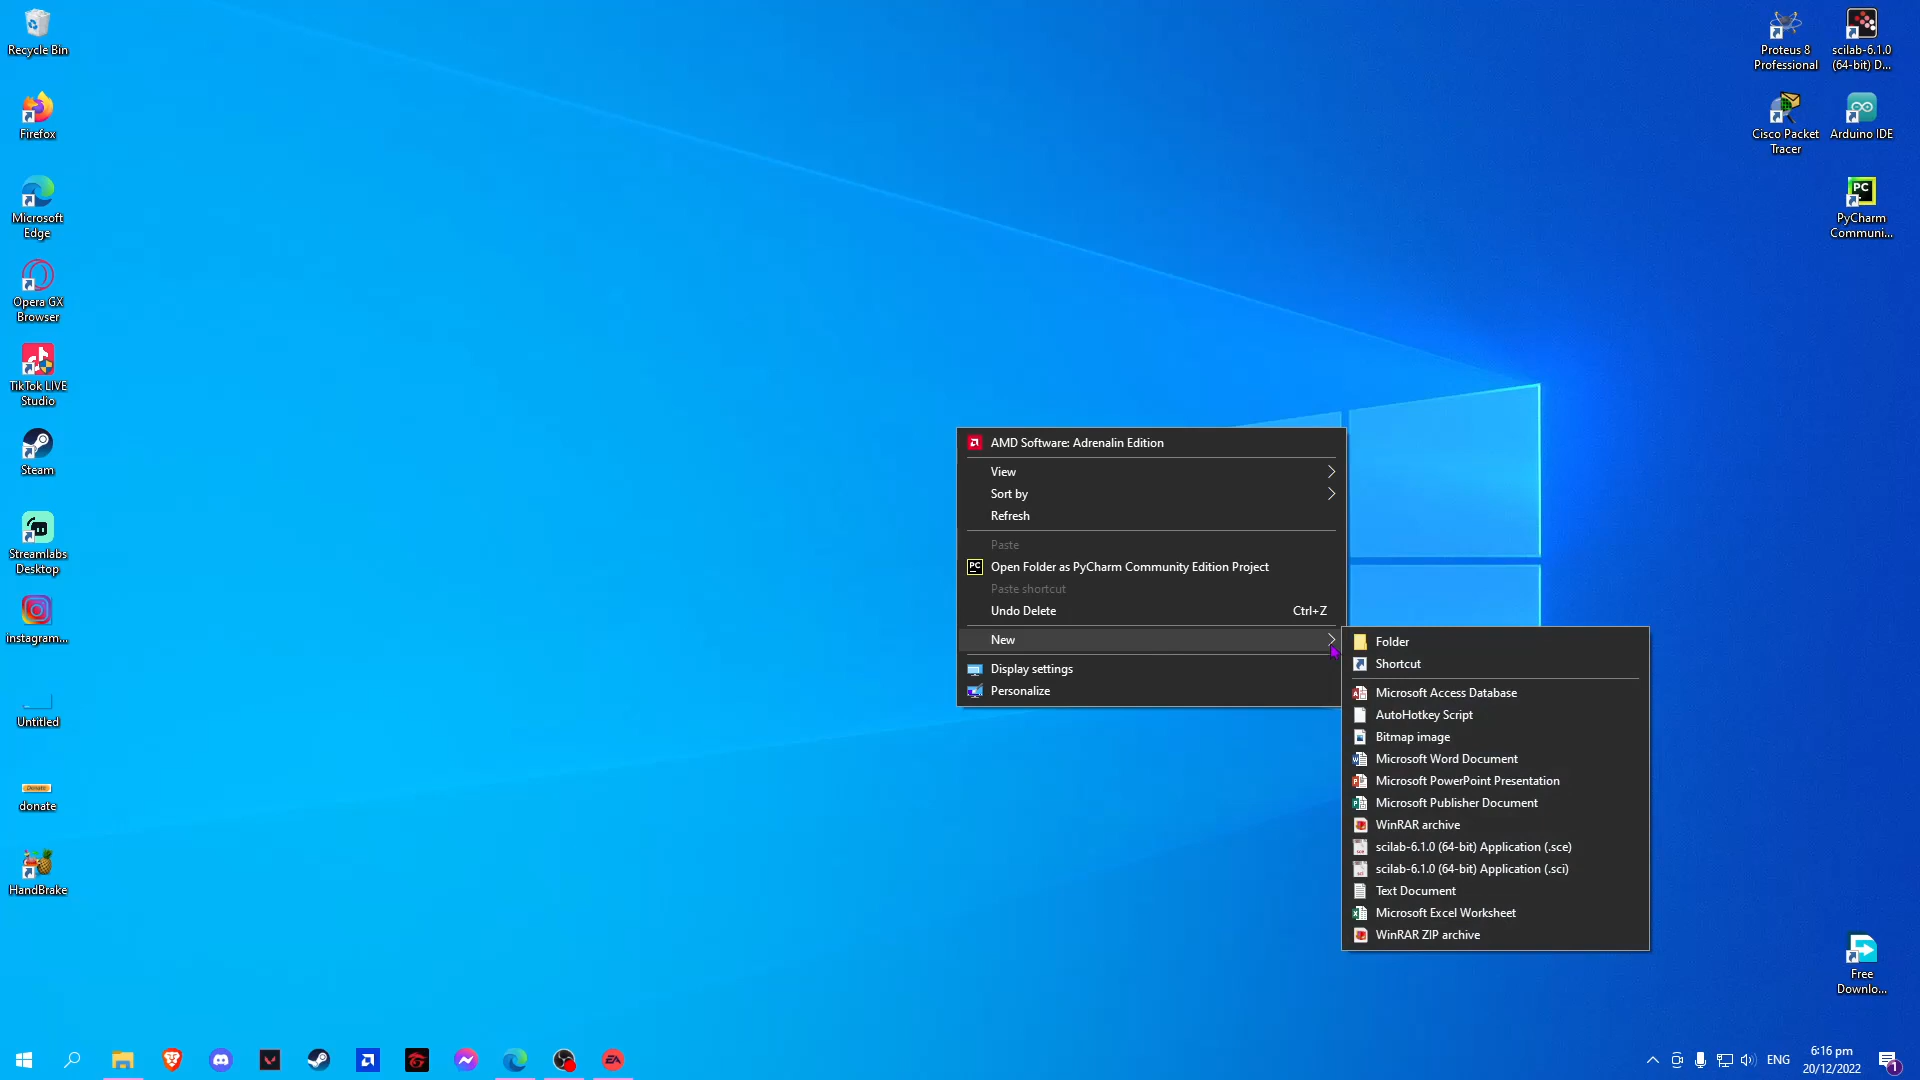 Recycle Bin
Firefox
Microsoft
Edge
Opera GX
Browser
TikTok LIVE
Studio
Steam
Streamlabs
Desktop
instagram...
Untitled
Donate
donate
HandBrake
Proteus 8
Professional
scilab-6.1.0
(64-bit) D...
Cisco Packet
Tracer
Arduino IDE
PC
PyCharm
Communi...
AMD Software: Adrenalin Edition
View
Sort by
Refresh
Paste
PC Open Folder as PyCharm Community Edition Project
Paste shortcut
Undo Delete Ctrl+Z
New
Display settings
Personalize
Folder
Shortcut
Microsoft Access Database
AutoHotkey Script
Bitmap image
Microsoft Word Document
Microsoft PowerPoint Presentation
Microsoft Publisher Document
WinRAR archive
scilab-6.1.0 (64-bit) Application (.sce)
scilab-6.1.0 (64-bit) Application (.sci)
Text Document
Microsoft Excel Worksheet
WinRAR ZIP archive
Free
Downlo...
EA
ENG
6:16 pm
20/12/2022
1